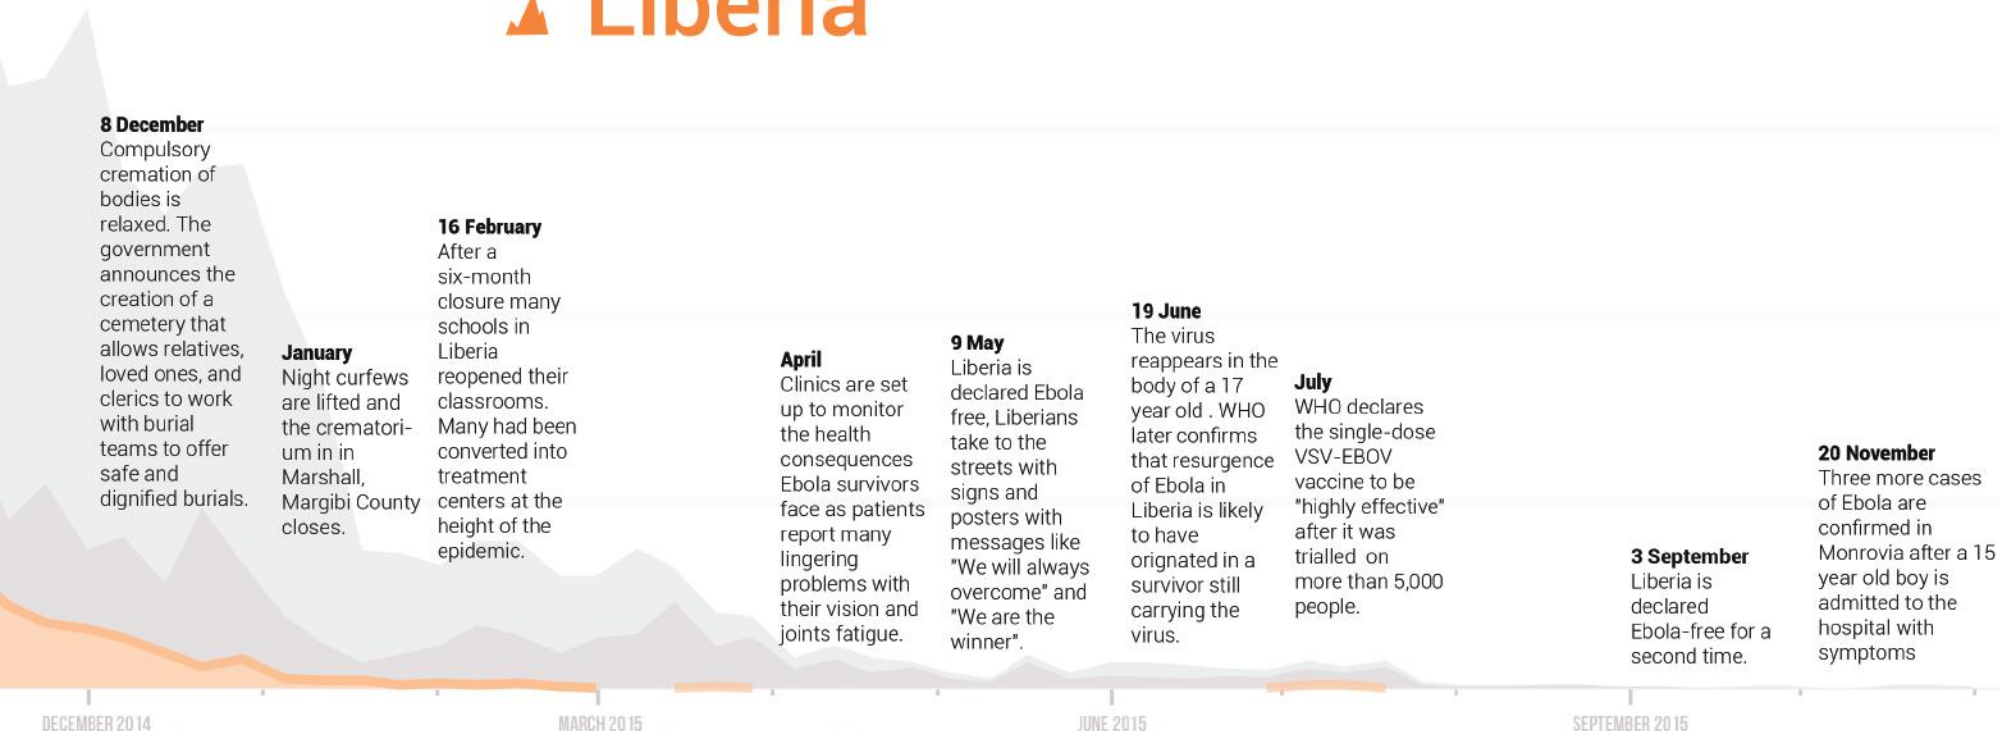 Liberia
8 December
Compulsory
cremation of
bodies is
relaxed. The
government
announces the
creation of a
cemetery that
allows relatives,
loved ones, and
clerics to work
with burial
teams to offer
safe and
dignified burials.
January
Night curfews
are lifted and
the crematori-
um in in
Marshall,
Margibi County
closes.
16 February
After a
six-month
closure many
schools in
Liberia
reopened their
classrooms.
Many had been
converted into
treatment
centers at the
height of the
epidemic.
April
Clinics are set
up to monitor
the health
consequences
Ebola survivors
face as patients
report many
lingering
problems with
their vision and
joints fatigue.
9 May
Liberia is
declared Ebola
free, Liberians
take to the
streets with
signs and
posters with
messages like
"We will always
overcome" and
"We are the
winner".
19 June
The virus
reappears in the
body of a 17
year old . WHO
later confirms
that resurgence
of Ebola in
Liberia is likely
to have
orignated in a
survivor still
carrying the
virus.
July
WHO declares
the single-dose
VSV-EBOV
vaccine to be
"highly effective"
after it was
trialled on
more than 5,000
people.
3 September
Liberia is
declared
Ebola-free for a
second time.
20 November
Three more cases
of Ebola are
confirmed in
Monrovia after a 15
year old boy is
admitted to the
hospital with
symptoms
DECEMBER 2014
MARCH 2015
JUNE 2015
SEPTEMBER 2015